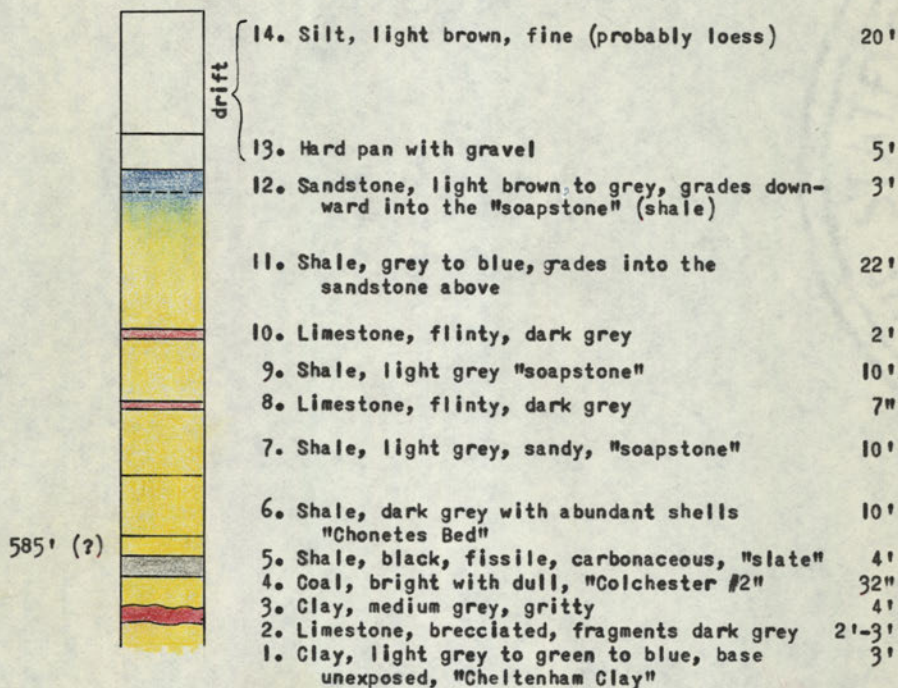 14. Silt, light brown, fine (probably loess) 20'
drift
13. Hard pan with gravel 5'
12. Sandstone, light brown to grey, grades down-
ward into the "soapstone" (shale) 3'
11. Shale, grey to blue, grades into the 22'
sandstone above
10. Limestone, flinty, dark grey 2'
9. Shale, light grey "soapstone" 10'
8. Limestone, flinty, dark grey 7"
7. Shale, light grey, sandy, "soapstone" 10'
6. Shale, dark grey with abundant shells 10'
"Chonetes Bed"
585' (?)
5. Shale, black, fissile, carbonaceous, "slate" 4'
4. Coal, bright with dull, "Colchester #2" 32"
3. Clay, medium grey, gritty 4'
2. Limestone, brecciated, fragments dark grey 2'-3'
1. Clay, light grey to green to blue, base 3'
unexposed, "Cheltenham Clay"